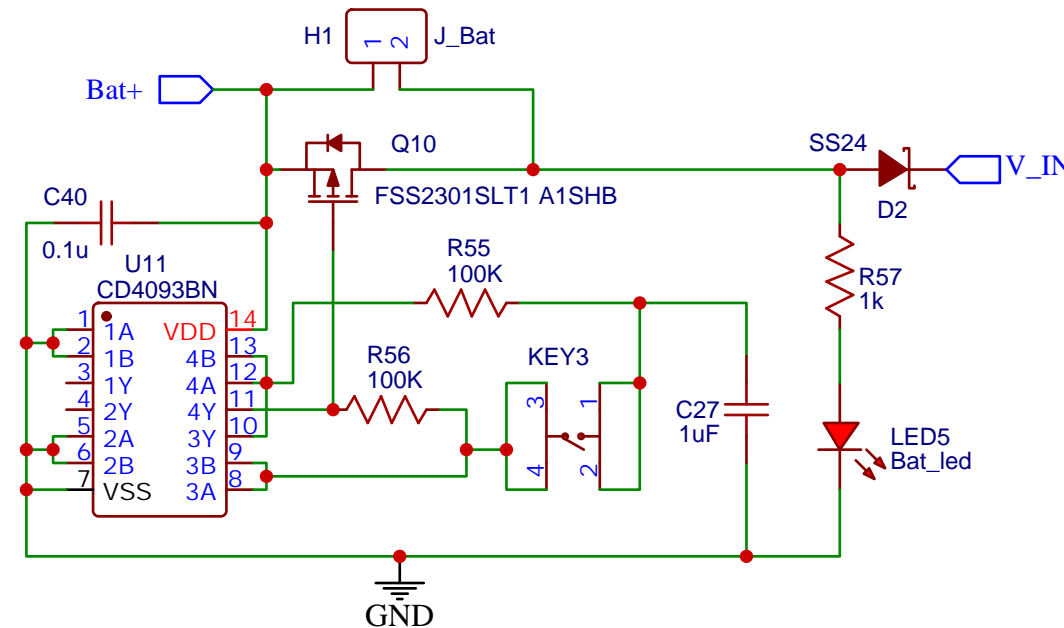 H1
1
2
J_Bat
Bat+
Q10
FSS2301SLT1 A1SHB
SS24
V_IN
D2
C40
0.1u
U11
CD4093BN
R55
100K
R57
1k
1
1A
VDD
14
2
1B
4B
13
3
1Y
4A
12
4
2Y
4Y
11
5
2A
3Y
10
6
2B
3B
9
7
VSS
3A
8
R56
100K
KEY3
3
1
4
2
C27
1uF
LED5
Bat_led
GND